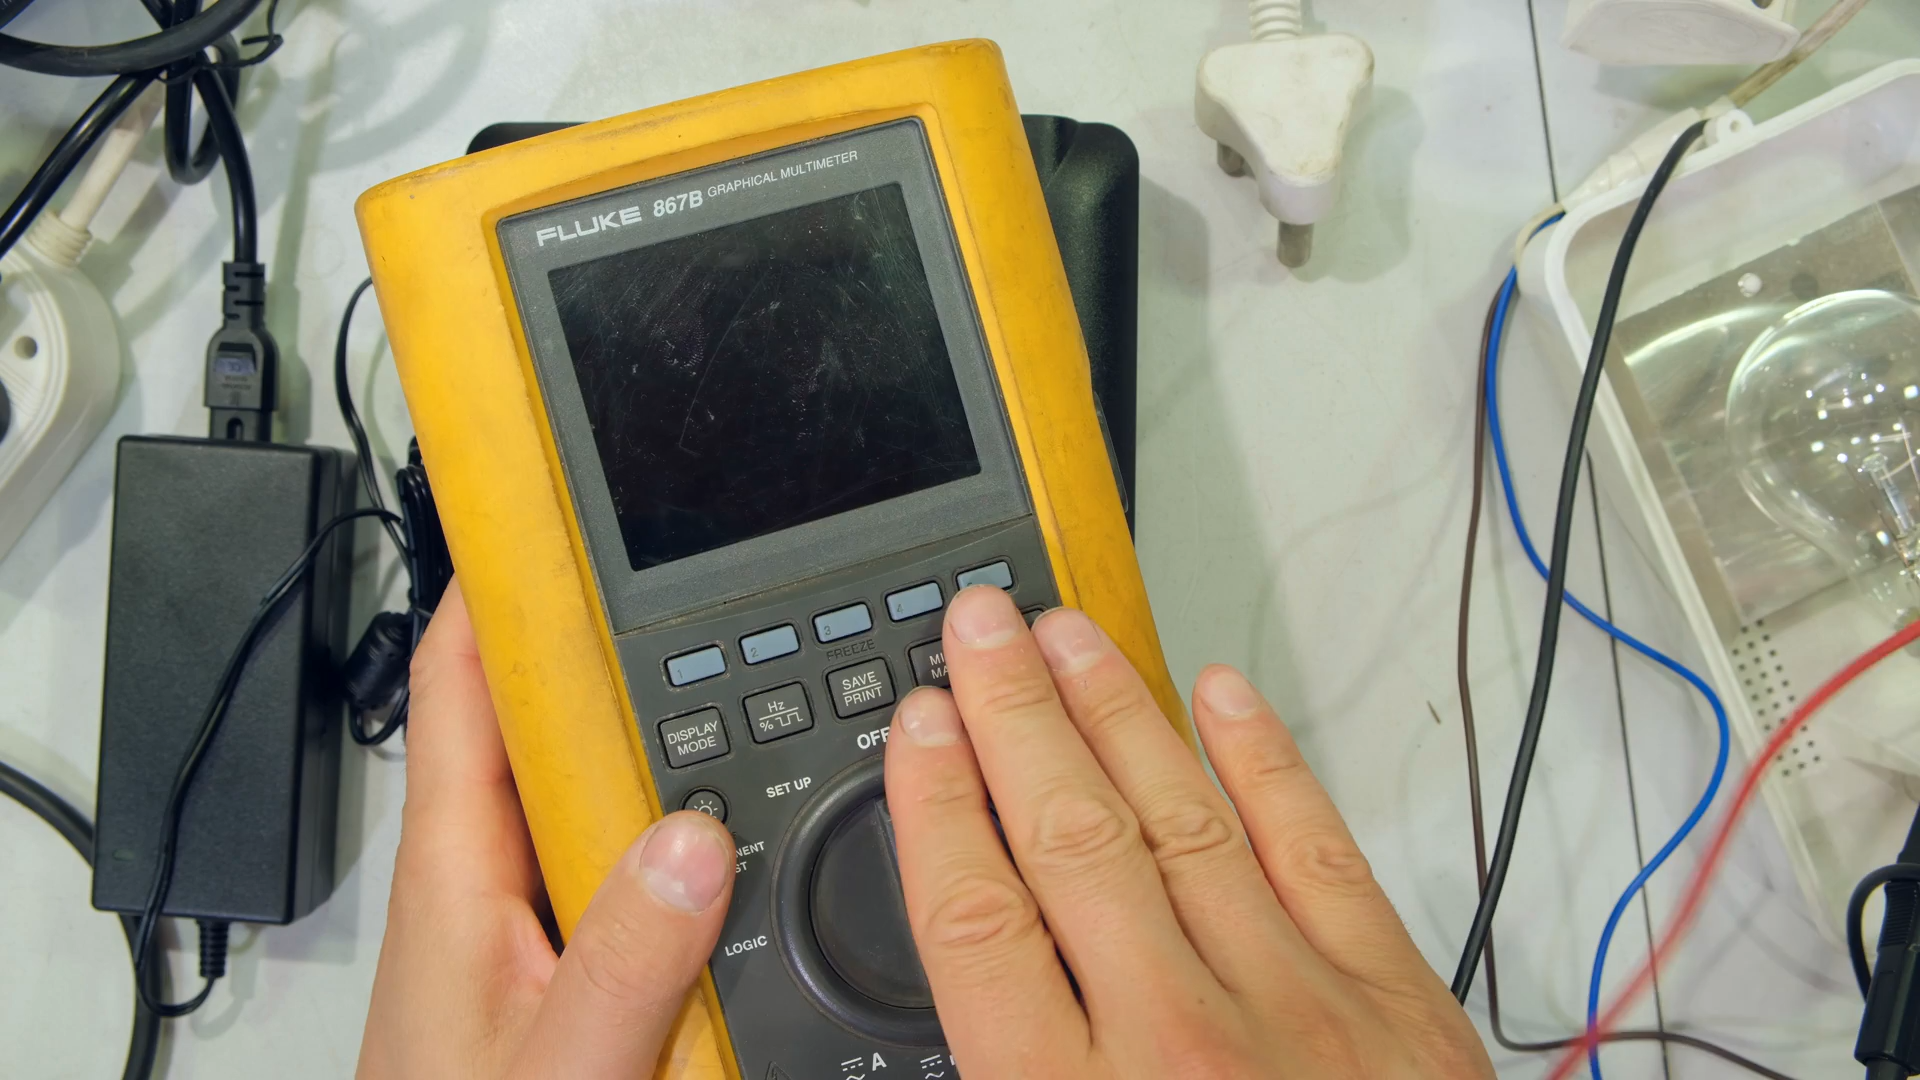 FLUKE 867B GRAPHICAL MULTIMETER
1 2 3 4
FREEZE
DISPLAY
MODE
Hz
%
SAVE
PRINT
OFF
SET UP
LOGIC
A